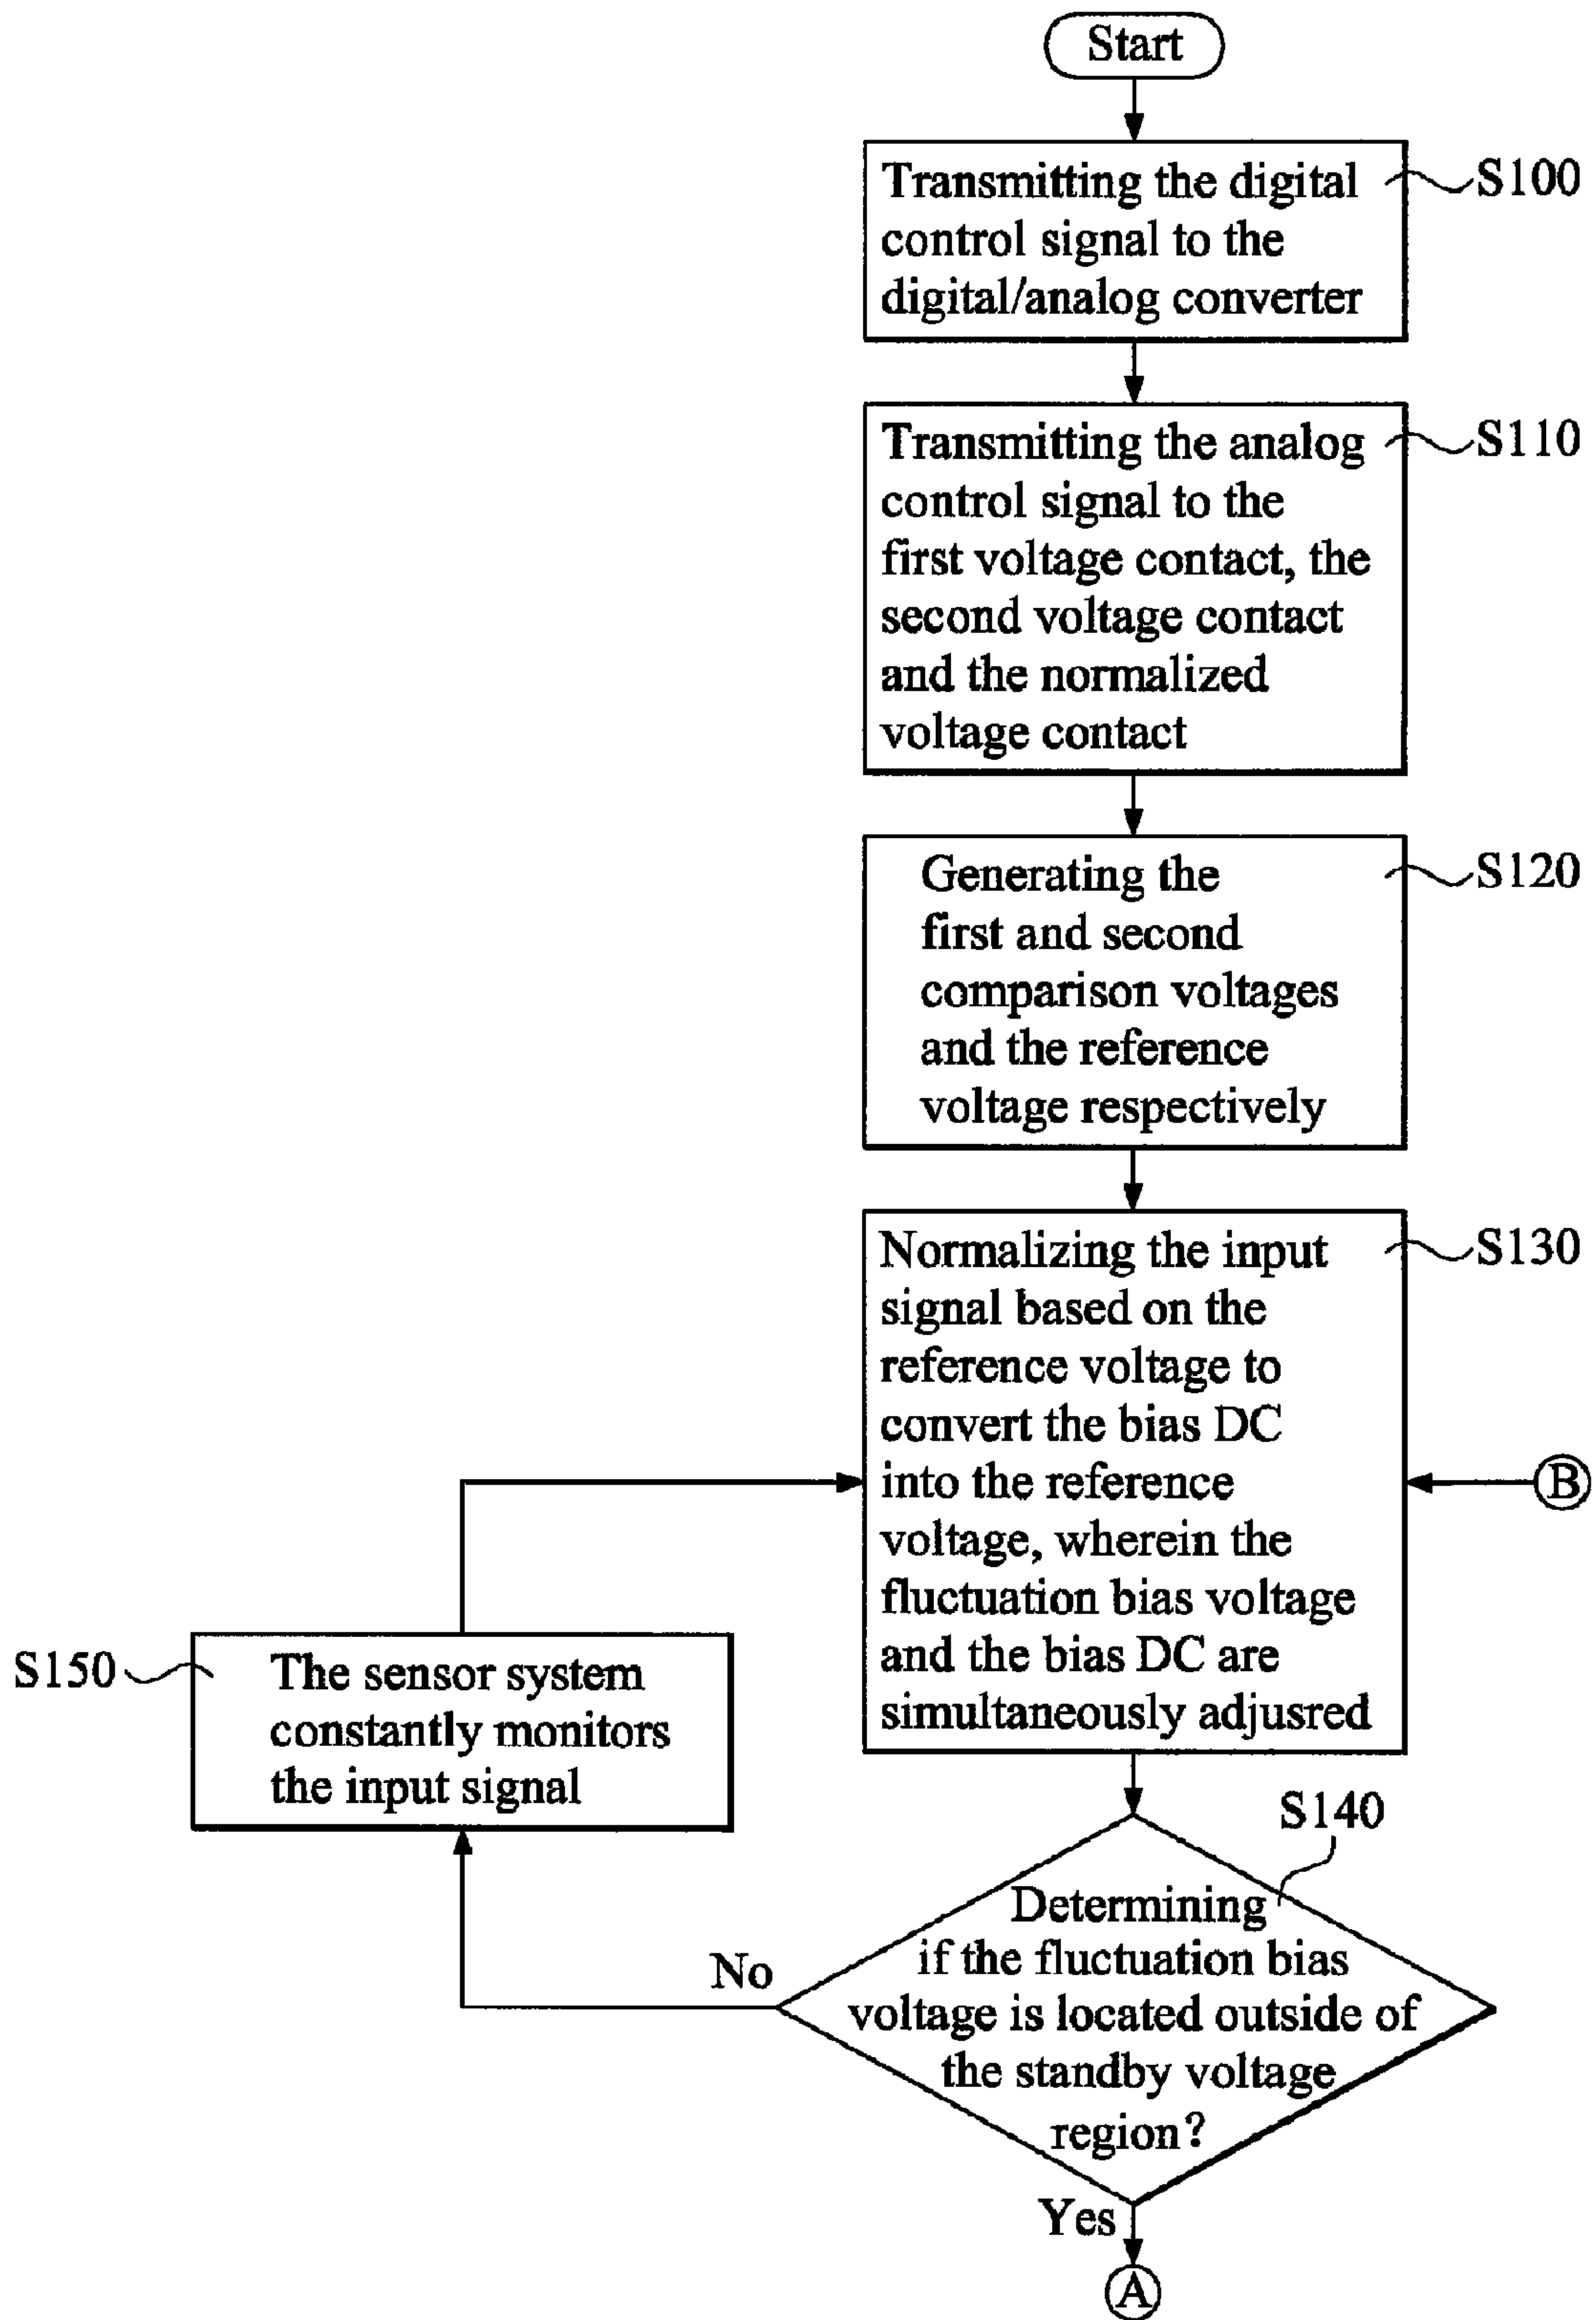 Start
Transmitting the digital
control signal to the
digital/analog converter
S100
Transmitting the analog
control signal to the
first voltage contact, the
second voltage contact
and the normalized
voltage contact
S110
Generating the
first and second
comparison voltages
and the reference
voltage respectively
S120
Normalizing the input
signal based on the
reference voltage to
convert the bias DC
into the reference
voltage, wherein the
fluctuation bias voltage
and the bias DC are
simultaneously adjusred
S130
B
S150
The sensor system
constantly monitors
the input signal
S140
Determining
if the fluctuation bias
voltage is located outside of
the standby voltage
region?
No
Yes
A